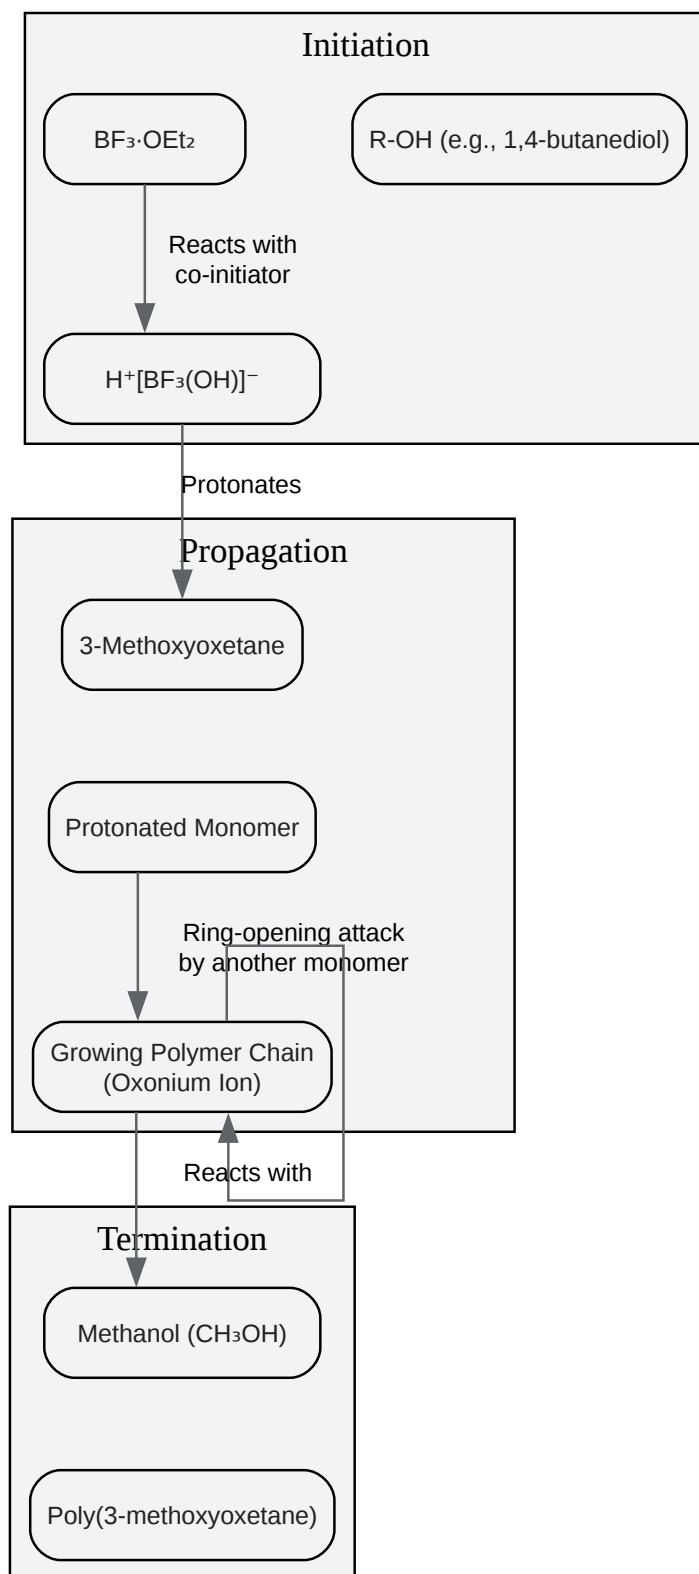 Initiation
BF₃·OEt₂
R-OH (e.g., 1,4-butanediol)
Reacts with
co-initiator
H⁺[BF₃(OH)]⁻
Protonates
Propagation
3-Methoxyoxetane
Protonated Monomer
Ring-opening attack
by another monomer
Growing Polymer Chain
(Oxonium Ion)
Reacts with
Termination
Methanol (CH₃OH)
Poly(3-methoxyoxetane)